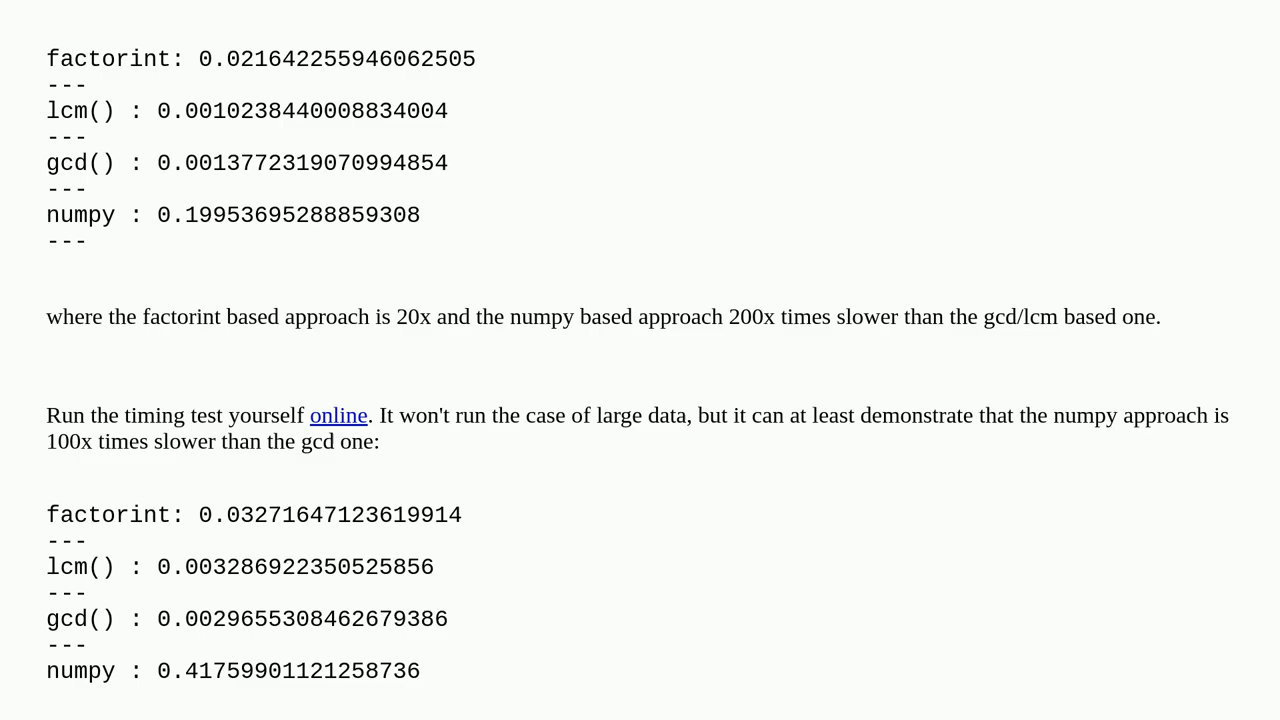 factorint: 0.021642255946062505
---
lcm() : 0.0010238440008834004
---
gcd() : 0.0013772319070994854
---
numpy : 0.19953695288859308
---
where the factorint based approach is 20x and the numpy based approach 200x times slower than the gcd/lcm based one.
Run the timing test yourself online. It won't run the case of large data, but it can at least demonstrate that the numpy approach is
100x times slower than the gcd one:
factorint: 0.03271647123619914
---
lcm() : 0.003286922350525856
---
gcd() : 0.0029655308462679386
---
numpy : 0.41759901121258736